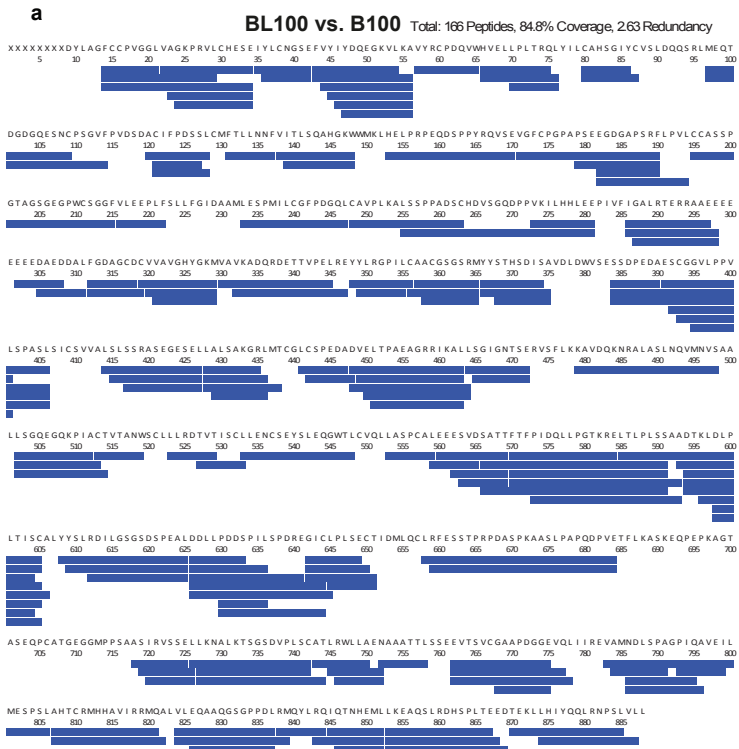 a
BL100 vs. B100 Total: 166 Peptides, 84.8% Coverage, 2.63 Redundancy
XXXXXXXXDYLAGFCCPVGGLVAGKPRVLCHESEIYLCNGSEFVYIYDQEGKVLKAVYRCPDQVWHVELLPLTRQLYILCAHSGIYCVSLDQQSRLMEQT
5 10 15 20 25 30 35 40 45 50 55 60 65 70 75 80 85 90 95 100
DGDGQESNCPSGVFPVDSDACIFPDSSLCMFTLLNNFVITLSQAHGKWWMKLHELPRPEQDSPPYRQVSEVGFCPGPAPSEEGDGAPSRFLPVLCCASSP
105 110 115 120 125 130 135 140 145 150 155 160 165 170 175 180 185 190 195 200
GTAGSGEGPWCSGGFVLEEPLFSLLFGIDAAMLESPMILCGFPDGQLCAVPLKALSSPPADSCHDVSGQDPPVKILHHLEEPIVFIGALRTERRAAEEEE
205 210 215 220 225 230 235 240 245 250 255 260 265 270 275 280 285 290 295 300
EEEEDAEDDALFGDAGCDCVVAVGHYGKMVAVKADQRDETTVPELREYYLRGPILCAACGSGSRMYYSTHSDISAVDLDWVSESSDPEDAESCGGVLPPV
305 310 315 320 325 330 335 340 345 350 355 360 365 370 375 380 385 390 395 400
LSPASLSICSVVALSLSSRASEGESELLALSAKGRLMTCGLCSPEDADVELTPAEAGRRIKALLSGIGNTSERVSFLKKAVDQKNRALASLNQVMNVSAA
405 410 415 420 425 430 435 440 445 450 455 460 465 470 475 480 485 490 495 500
LLSGQEGQKPIACTVTANWSCLLLRDTVTISCLLENCSEYSLEQGWTLCVQLLASPCALEEESVDSATTFTFPIDQLLPGTKRELTLPLSSAADTKLDLP
505 510 515 520 525 530 535 540 545 550 555 560 565 570 575 580 585 590 595 600
LTISCALYYSLRDILGSGSDSPEALDDLLPDDSPILSPDREGICLPLSECTIDMLQCLRFESSTPRPDASPKAASLPAPQDPVETFLKASKEQPEPKAGT
605 610 615 620 625 630 635 640 645 650 655 660 665 670 675 680 685 690 695 700
ASEQPCATGEGGMPPSAASIRVSSELLKNALKTSGSDVPLSCATLRWLLAENAAATTLSSEEVTSVCGAAPDGGEVQLIIREVAMNDLSPAGPIQAVEIL
705 710 715 720 725 730 735 740 745 750 755 760 765 770 775 780 785 790 795 800
MESPSLAHTCRMHHAVIRRMQALVLEQAAQGSGPPDLRMQYLRQIQTNHEMLLKEAQSLRDHSPLTEEDTEKLLHIYQQLRNPSLVLL
805 810 815 820 825 830 835 840 845 850 855 860 865 870 875 880 885